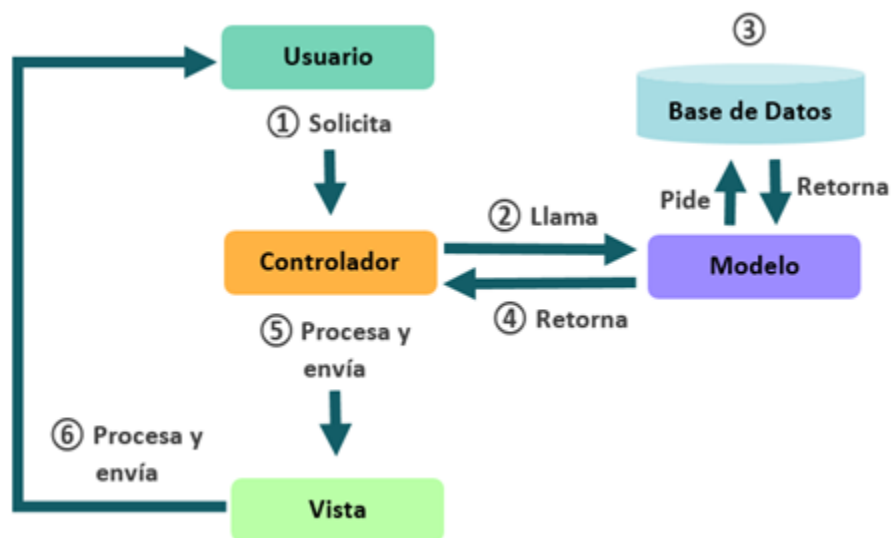 Usuario
① Solicita
③
Base de Datos
Pide
Retorna
② Llama
Controlador
Modelo
④ Retorna
⑤ Procesa y
envía
⑥ Procesa y
envía
Vista